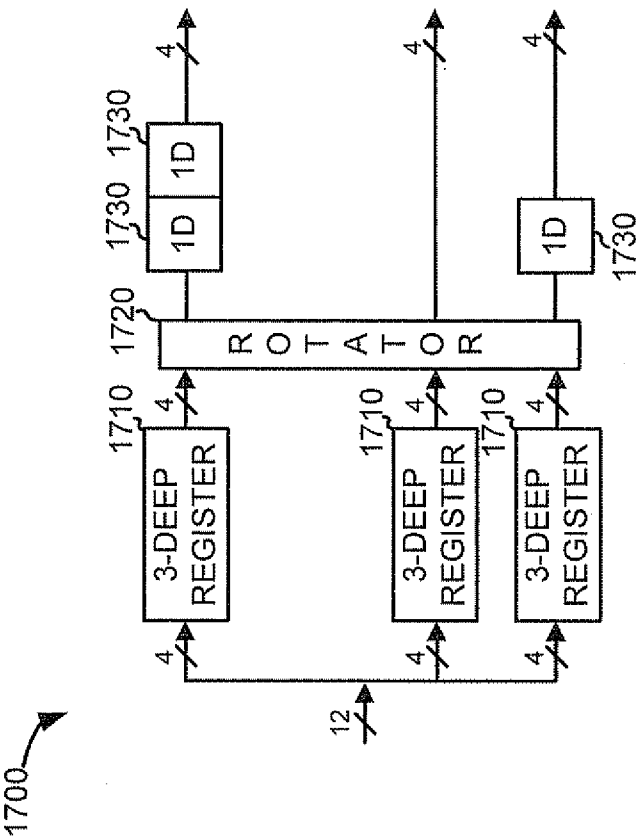 1700
12
4
4
4
1710
3-DEEP
REGISTER
1710
3-DEEP
REGISTER
1710
3-DEEP
REGISTER
4
4
4
1720
ROTATOR
1730
1D
1730
1D
1D
1730
4
4
4